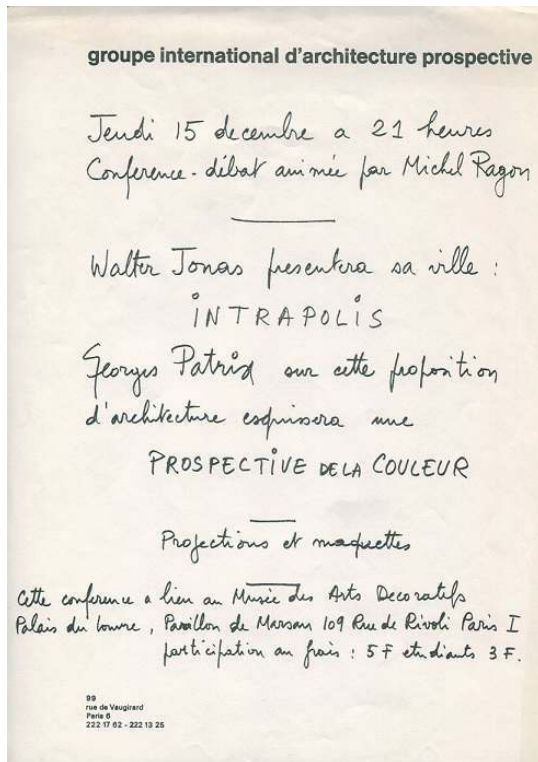 groupe international d'architecture prospective
Jeudi 15 decembre a 21 heures
Conference-débat animée par Michel Ragon
Walter Jonas presentera sa ville :
INTRAPOLIS
Georges Patrix sur cette proposition
d'architecture esquissera une
PROSPECTIVE DE LA COULEUR
Projections et maquettes
Cette conference a lieu au Musée des Arts Decoratifs
Palais du Louvre, Pavillon de Marsan 109 Rue de Rivoli Paris I
participation au frais : 5 F etudiants 3 F.
99
rue de Vaugirard
Paris 6
222 17 62 - 222 13 25